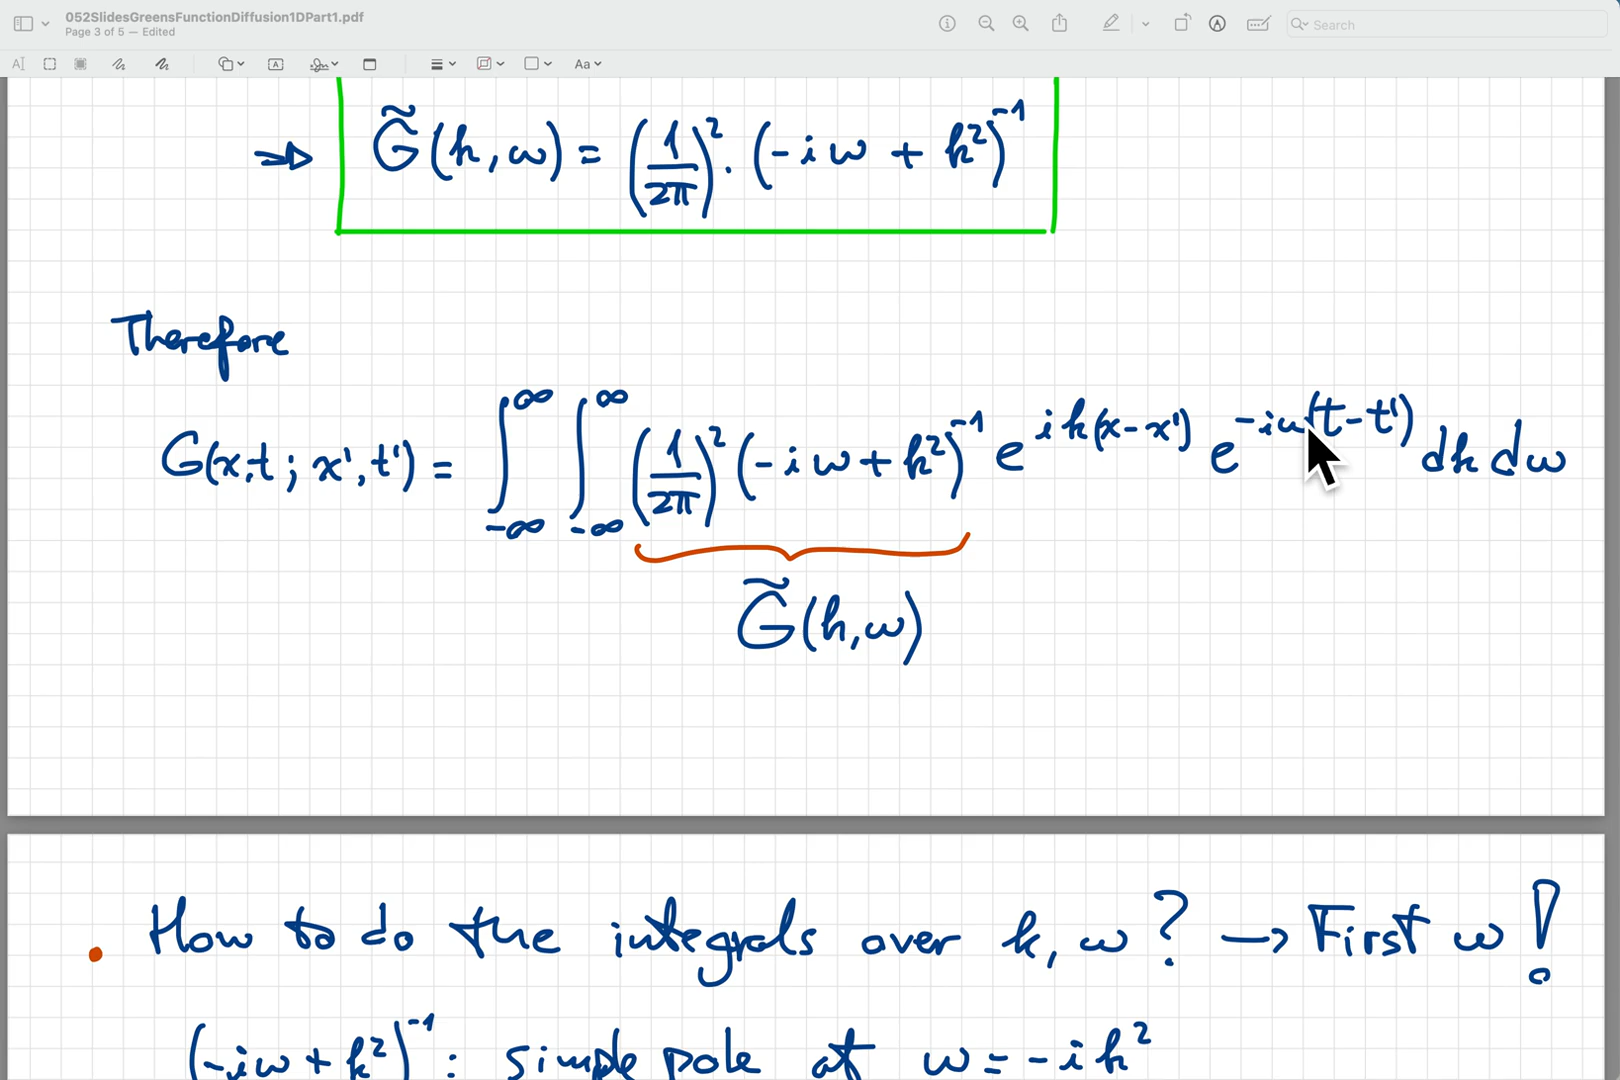 052SlidesGreensFunctionDiffusion1DPart1.pdf
Page 3 of 5 — Edited
Search
Aa
⇒ G̃(k,ω) = (1/2π)² · (-iω + k²)⁻¹
Therefore
G(x,t; x',t') = ∫_{-∞}^{∞} ∫_{-∞}^{∞} (1/2π)² (-iω + k²)⁻¹ e^{ik(x-x')} e^{-iω(t-t')} dk dω
G̃(k,ω)
• How to do the integrals over k, ω? → First ω!
(-iω + k²)⁻¹ : simple pole at ω = -ik²